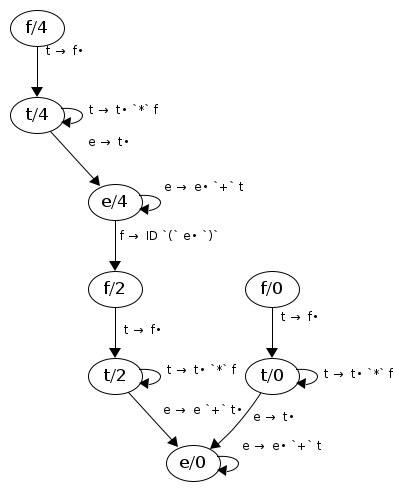 f/4
t → f•
t/4
t → t• `*` f
e → t•
e/4
e → e• `+` t
f → ID `(` e• `)`
f/2
f/0
t → f•
t → f•
t/2
t → t• `*` f
t/0
t → t• `*` f
e → e `+` t•
e → t•
e/0
e → e• `+` t